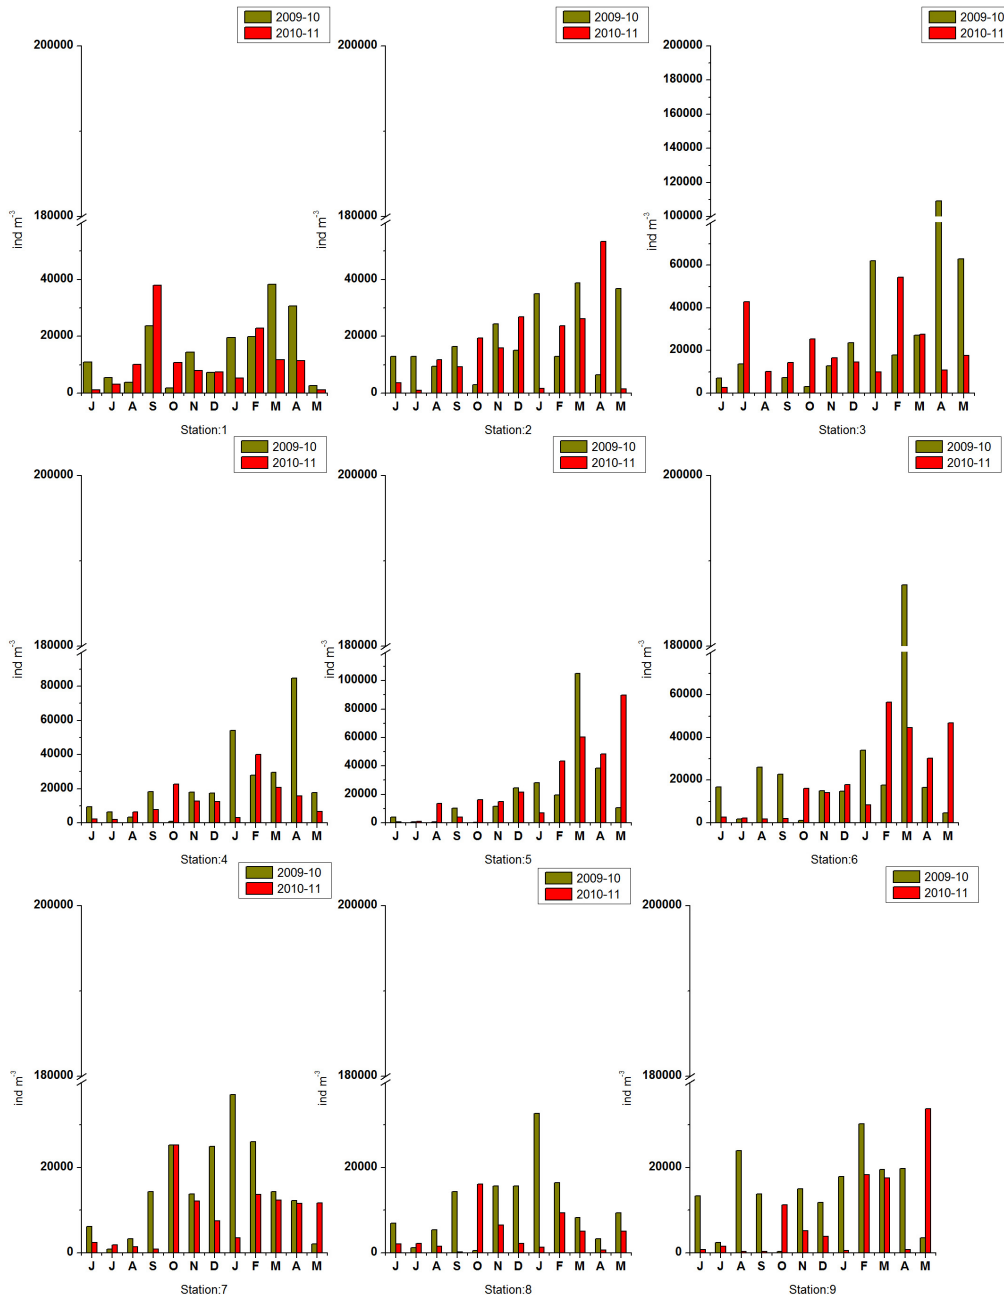 2009-10
2010-11
200000
180000
40000
20000
0
ind m-3
J J A S O N D J F M A M
Station:1
2009-10
2010-11
200000
180000
40000
20000
0
ind m-3
J J A S O N D J F M A M
Station:2
2009-10
2010-11
200000
180000
160000
140000
120000
100000
60000
40000
20000
0
ind m-3
J J A S O N D J F M A M
Station:3
2009-10
2010-11
200000
180000
80000
60000
40000
20000
0
ind m-3
J J A S O N D J F M A M
Station:4
2009-10
2010-11
200000
180000
100000
80000
60000
40000
20000
0
ind m-3
J J A S O N D J F M A M
Station:5
2009-10
2010-11
200000
180000
60000
40000
20000
0
ind m-3
J J A S O N D J F M A M
Station:6
2009-10
2010-11
200000
180000
20000
0
ind m-3
J J A S O N D J F M A M
Station:7
2009-10
2010-11
200000
180000
20000
0
ind m-3
J J A S O N D J F M A M
Station:8
2009-10
2010-11
200000
180000
20000
0
ind m-3
J J A S O N D J F M A M
Station:9